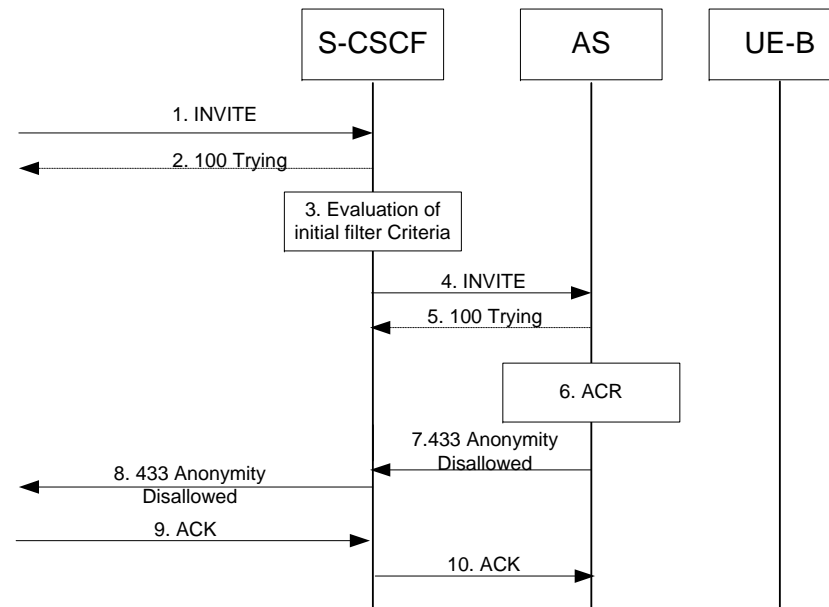 S-CSCF
AS
UE-B
1. INVITE
2. 100 Trying
3. Evaluation of
initial filter Criteria
4. INVITE
5. 100 Trying
6. ACR
7.433 Anonymity
Disallowed
8. 433 Anonymity
Disallowed
9. ACK
10. ACK